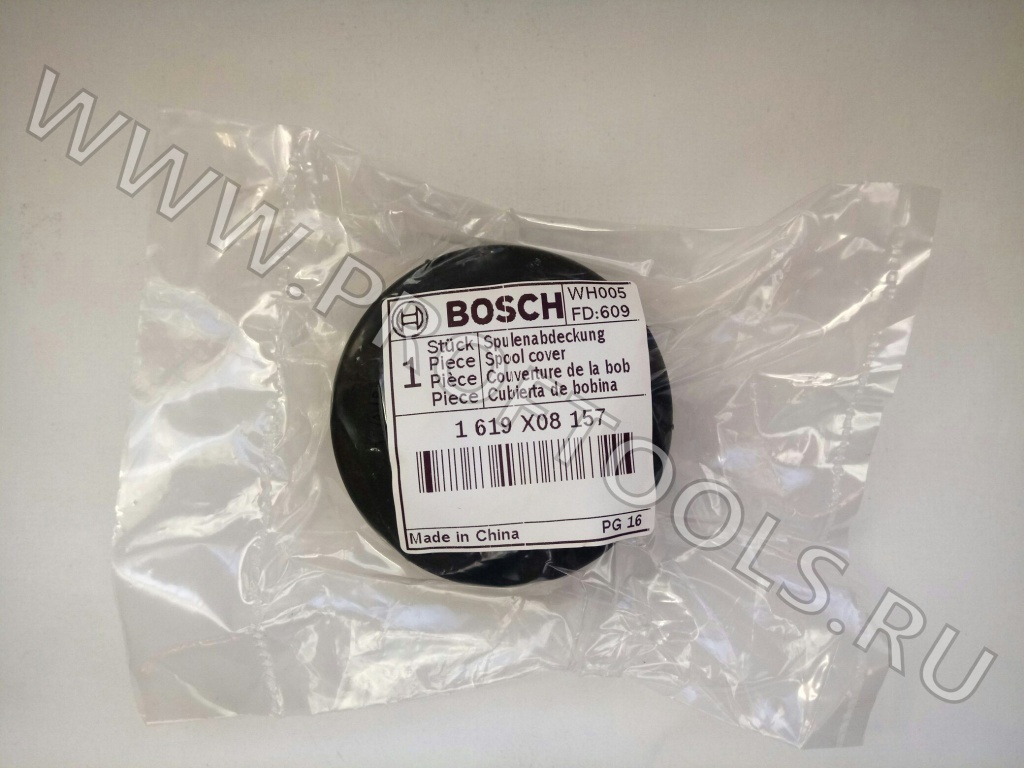 BOSCH
WH005
FD:609
1
Stück Spulenabdeckung
Piece Spool cover
Pièce Couverture de la bob
Piece Cubierta de bobina
1 619 X08 157
Made in China
PG 16
WWW.PROFTOOLS.RU